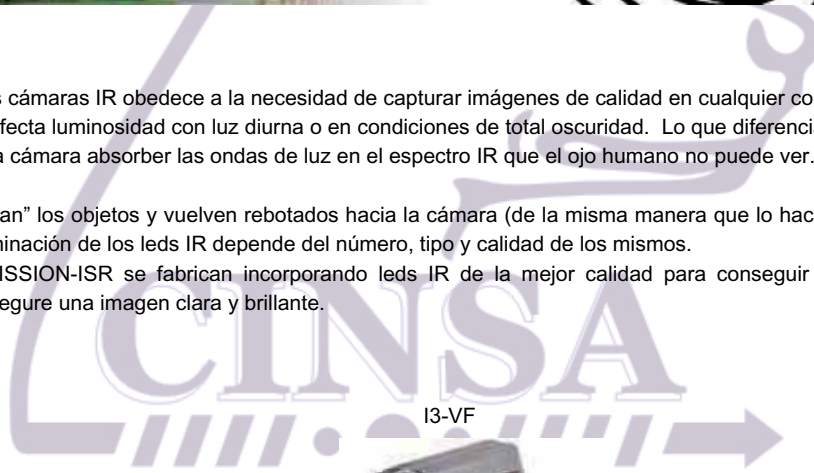 s cámaras IR obedece a la necesidad de capturar imágenes de calidad en cualquier co
fecta luminosidad con luz diurna o en condiciones de total oscuridad. Lo que diferencia
a cámara absorber las ondas de luz en el espectro IR que el ojo humano no puede ver.
an” los objetos y vuelven rebotados hacia la cámara (de la misma manera que lo hac
minación de los leds IR depende del número, tipo y calidad de los mismos.
ISSION-ISR se fabrican incorporando leds IR de la mejor calidad para conseguir
egure una imagen clara y brillante.
CINSA
I3-VF